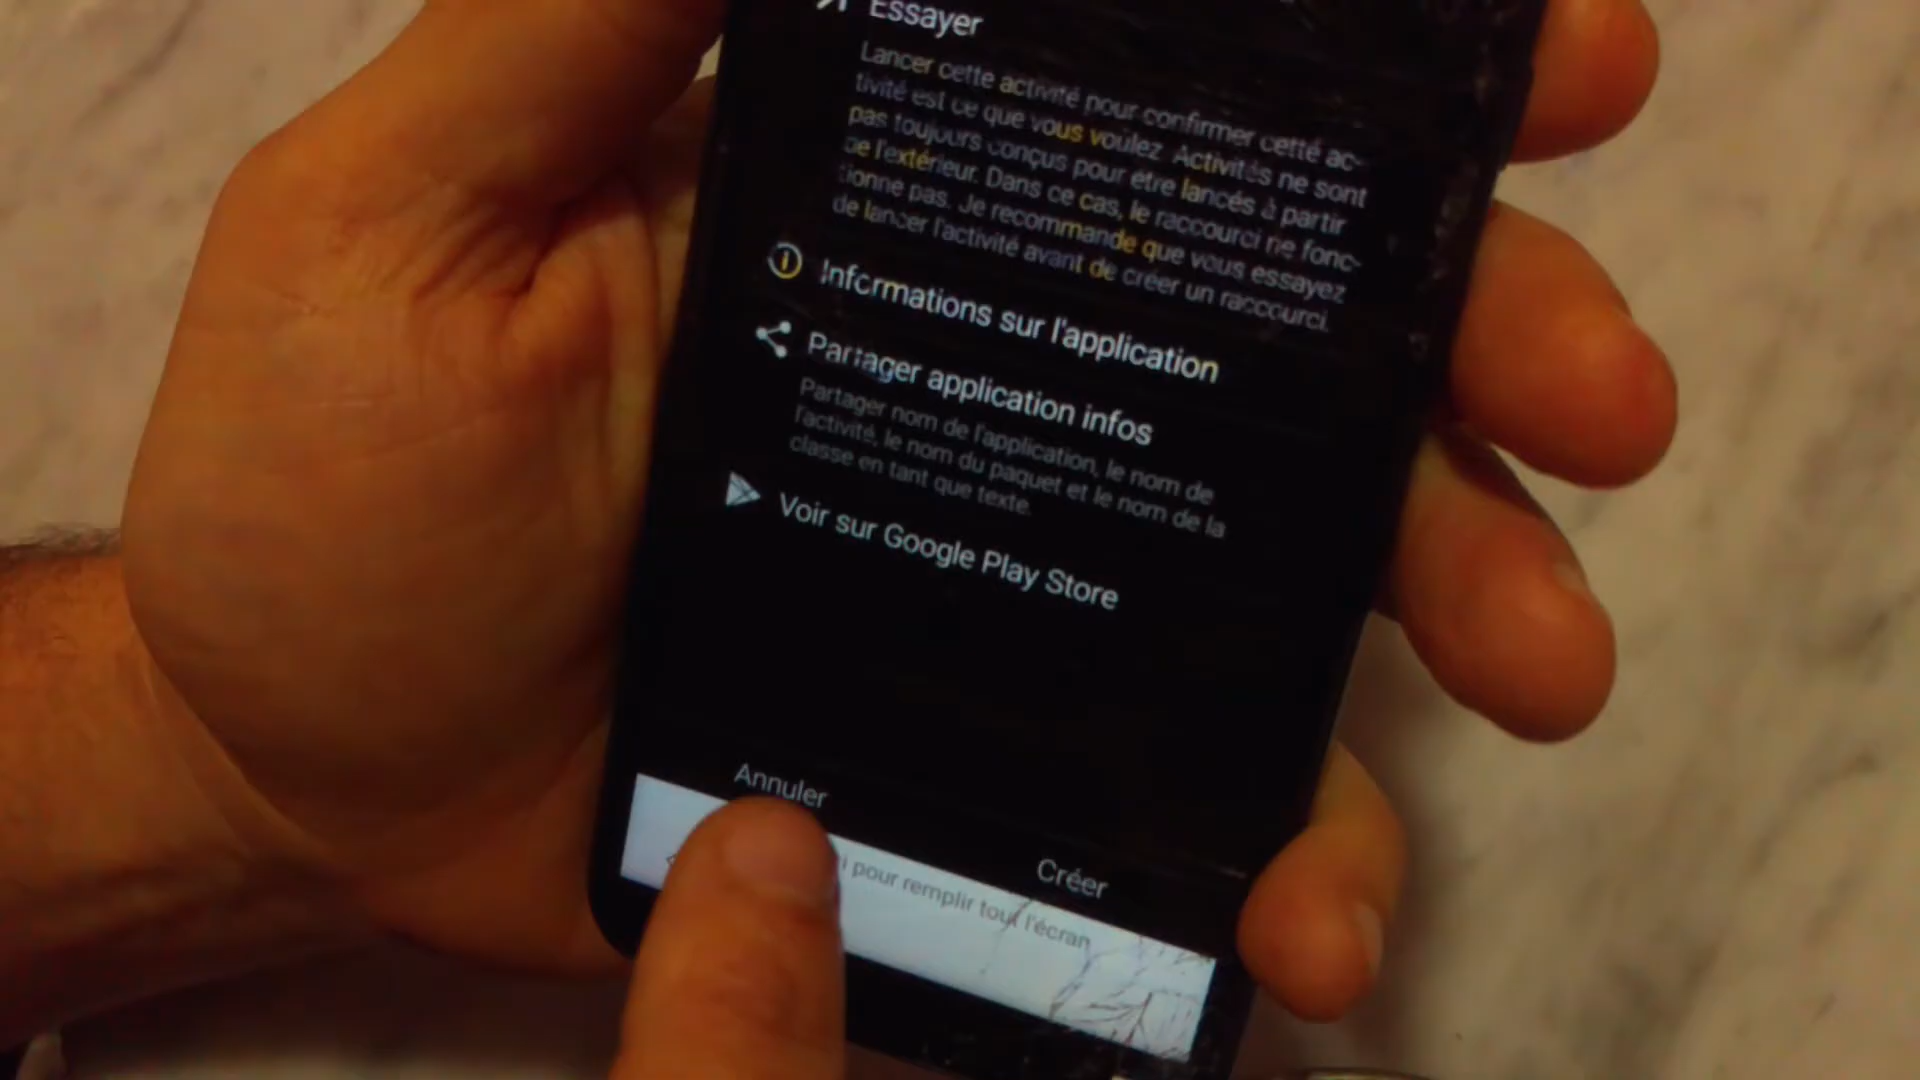 Essayer
Lancer cette activité pour confirmer cette ac-
tivité est ce que vous voulez. Activités ne sont
pas toujours conçus pour être lancés à partir
de l'extérieur. Dans ce cas, le raccourci ne fonc-
tionne pas. Je recommande que vous essayez
de lancer l'activité avant de créer un raccourci.
Informations sur l'application
Partager application infos
Partager nom de l'application, le nom de
l'activité, le nom du paquet et le nom de la
classe en tant que texte.
Voir sur Google Play Store
Annuler
Créer
pour remplir tout l'écran